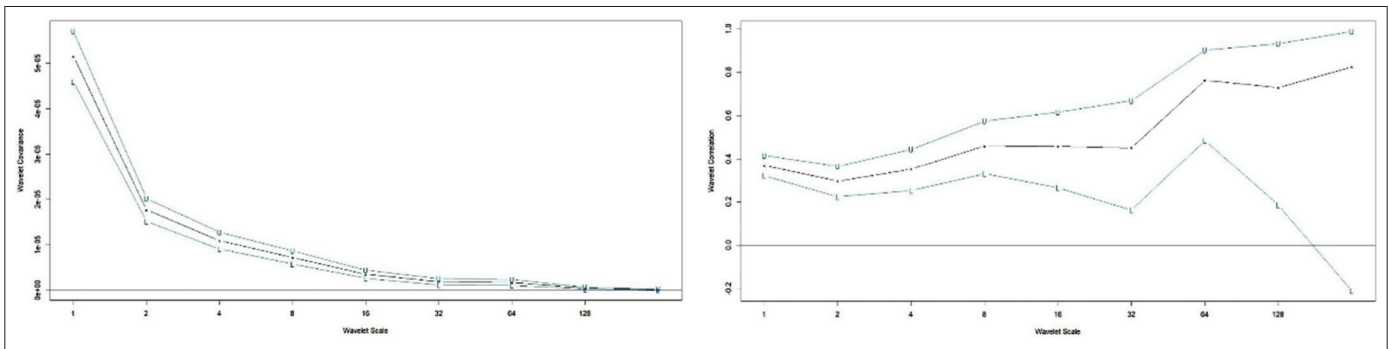 Wavelet Covariance
5e-05
4e-05
3e-05
2e-05
1e-05
0e+00
U U U U U U U U U
L L L L L L L L L
1 2 4 8 16 32 64 128
Wavelet Scale
Wavelet Correlation
1.0
0.8
0.6
0.4
0.2
0.0
-0.2
U U U U U U U U U
L L L L L L L L L
1 2 4 8 16 32 64 128
Wavelet Scale